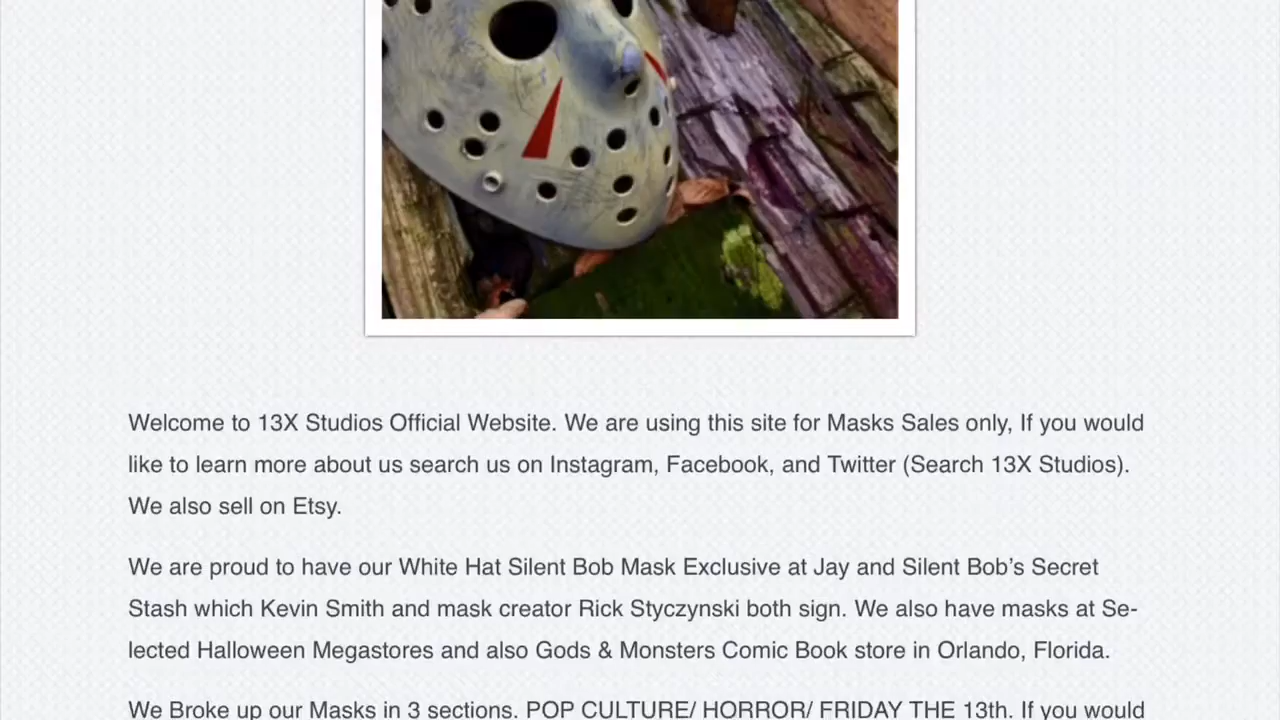 Welcome to 13X Studios Official Website. We are using this site for Masks Sales only, If you would
like to learn more about us search us on Instagram, Facebook, and Twitter (Search 13X Studios).
We also sell on Etsy.
We are proud to have our White Hat Silent Bob Mask Exclusive at Jay and Silent Bob’s Secret
Stash which Kevin Smith and mask creator Rick Styczynski both sign. We also have masks at Se-
lected Halloween Megastores and also Gods & Monsters Comic Book store in Orlando, Florida.
We Broke up our Masks in 3 sections. POP CULTURE/ HORROR/ FRIDAY THE 13th. If you would